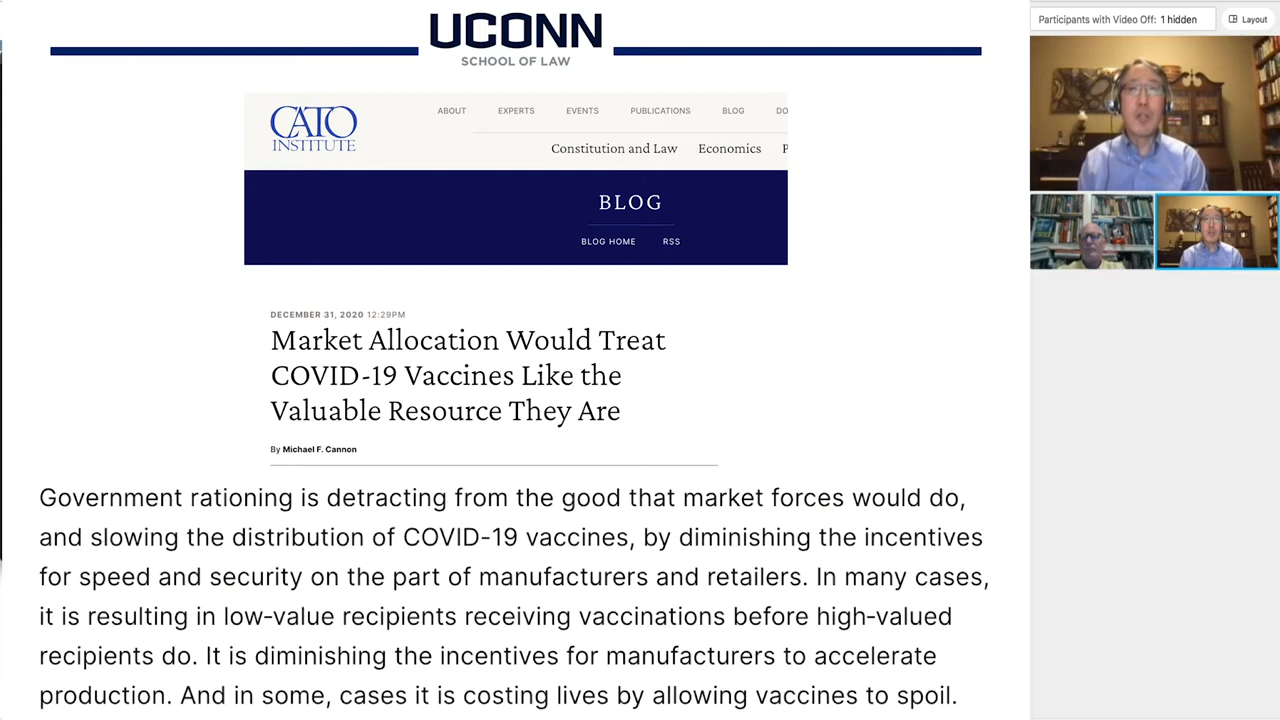 UCONN
SCHOOL OF LAW
Participants with Video Off: 1 hidden
Layout
CATO
INSTITUTE
ABOUT EXPERTS EVENTS PUBLICATIONS BLOG DO
Constitution and Law Economics P
BLOG
BLOG HOME RSS
DECEMBER 31, 2020 12:29PM
Market Allocation Would Treat
COVID-19 Vaccines Like the
Valuable Resource They Are
By Michael F. Cannon
Government rationing is detracting from the good that market forces would do,
and slowing the distribution of COVID-19 vaccines, by diminishing the incentives
for speed and security on the part of manufacturers and retailers. In many cases,
it is resulting in low-value recipients receiving vaccinations before high-valued
recipients do. It is diminishing the incentives for manufacturers to accelerate
production. And in some, cases it is costing lives by allowing vaccines to spoil.